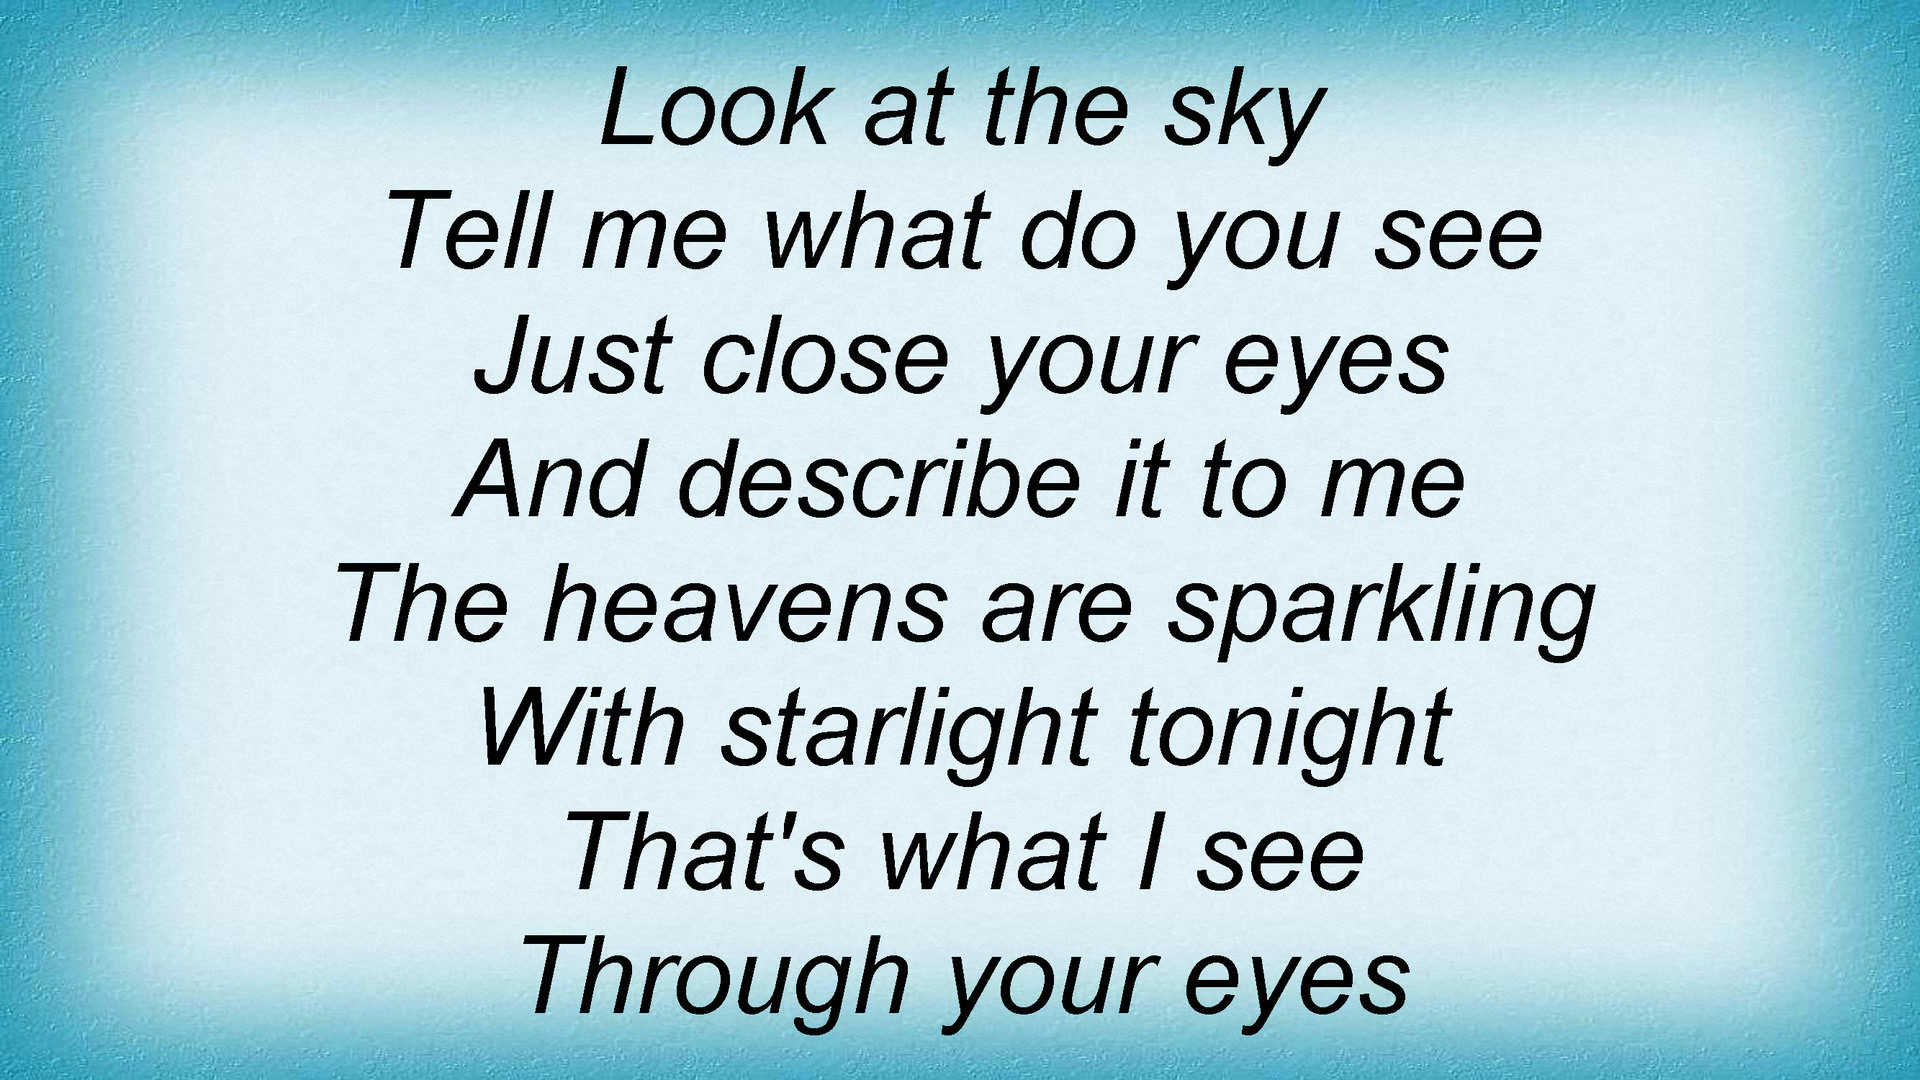 Look at the sky
Tell me what do you see
Just close your eyes
And describe it to me
The heavens are sparkling
With starlight tonight
That's what I see
Through your eyes